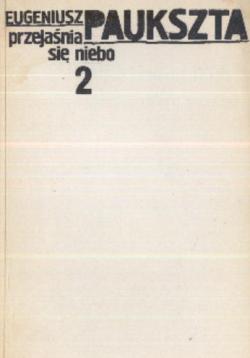 EUGENIUSZ PAUKSZTA
przejaśnia
się niebo
2